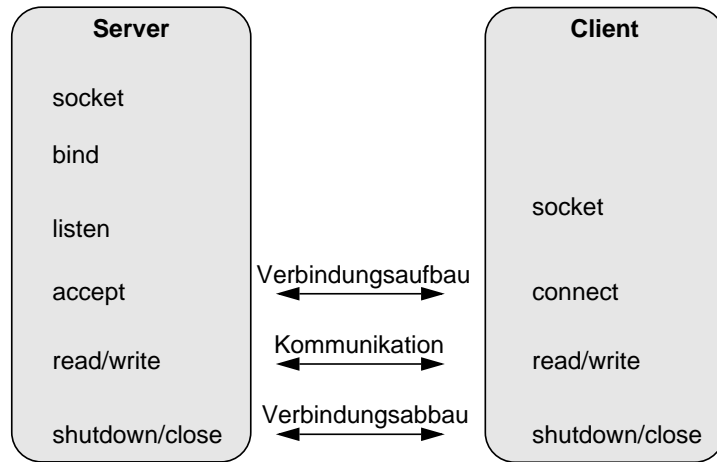 Server
socket
bind
listen
accept
read/write
shutdown/close
Verbindungsaufbau
Kommunikation
Verbindungsabbau
Client
socket
connect
read/write
shutdown/close